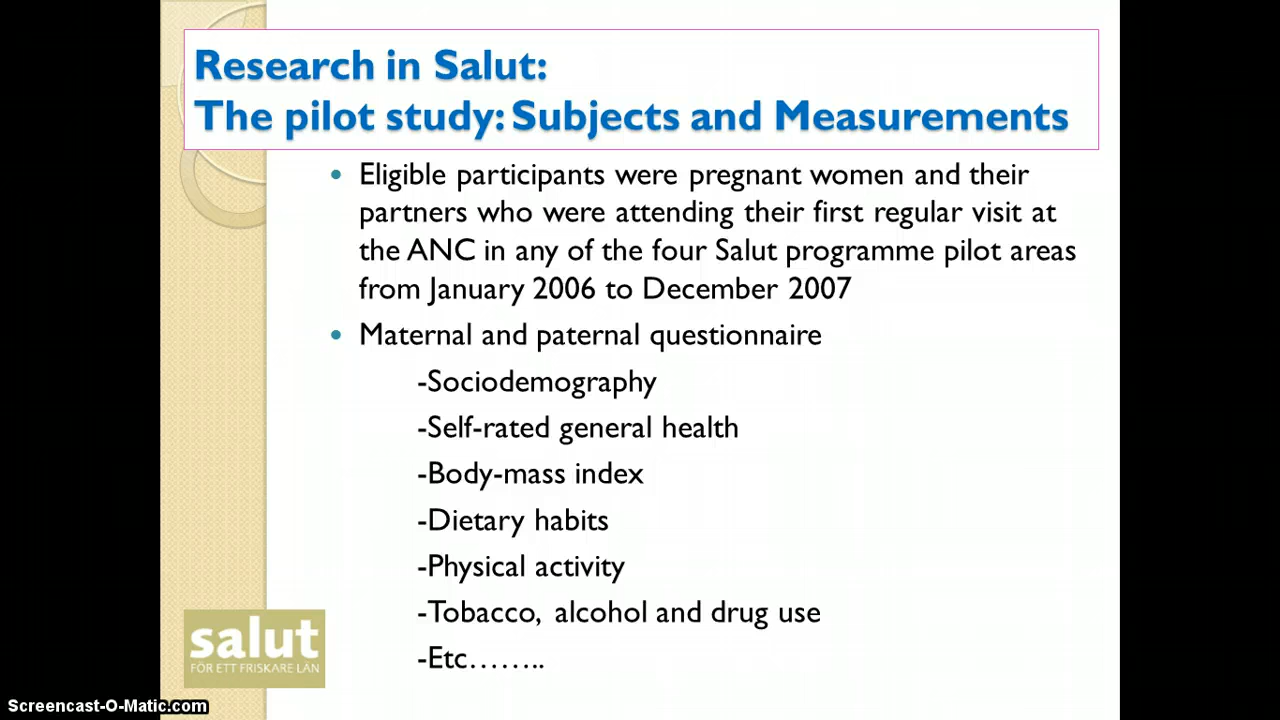 Research in Salut:
The pilot study: Subjects and Measurements
• Eligible participants were pregnant women and their
partners who were attending their first regular visit at
the ANC in any of the four Salut programme pilot areas
from January 2006 to December 2007
• Maternal and paternal questionnaire
-Sociodemography
-Self-rated general health
-Body-mass index
-Dietary habits
-Physical activity
-Tobacco, alcohol and drug use
-Etc……..
salut
FÖR ETT FRISKARE LÄN
Screencast-O-Matic.com